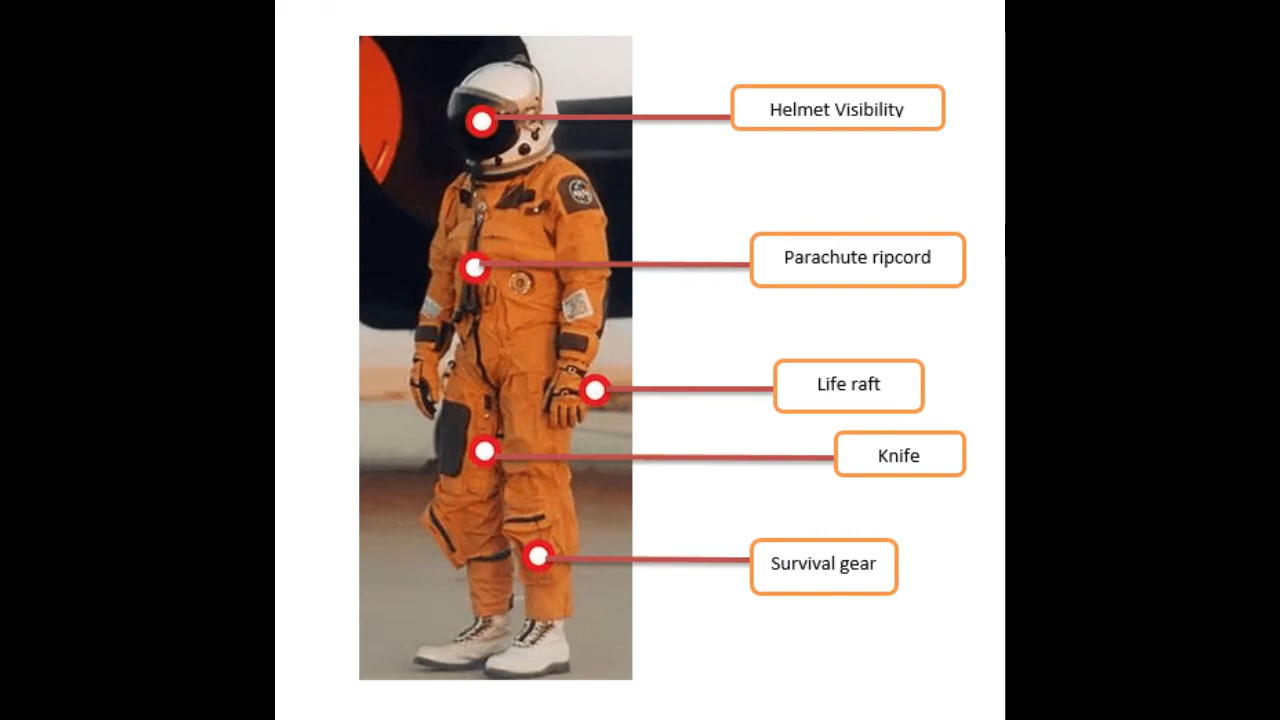 Helmet Visibility
Parachute ripcord
Life raft
Knife
Survival gear